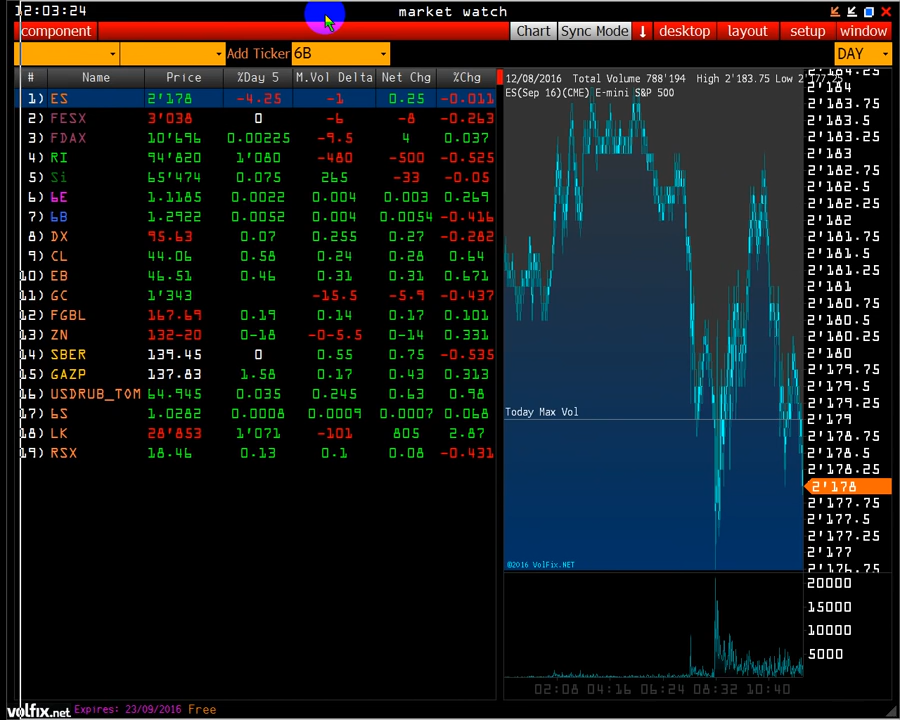 12:03:24 market watch
component Chart Sync Mode desktop layout setup window
Add Ticker 6B DAY
# Name Price %Day 5 M.Vol Delta Net Chg %Chg
1) ES 2'178 -4.25 -1 0.25 -0.011
2) FESX 3'038 0 -6 -8 -0.263
3) FDAX 10'696 0.00225 -9.5 4 0.037
4) RI 94'820 1'080 -480 -500 -0.525
5) Si 65'474 0.075 265 -33 -0.05
6) 6E 1.1185 0.0022 0.004 0.003 0.269
7) 6B 1.2922 0.0052 0.004 0.0054 -0.416
8) DX 95.63 0.07 0.255 0.27 -0.282
9) CL 44.06 0.58 0.24 0.28 0.64
10) EB 46.51 0.46 0.31 0.31 0.671
11) GC 1'343 -15.5 -5.9 -0.437
12) FGBL 167.69 0.19 0.14 0.17 0.101
13) ZN 132-20 0-18 -0-5.5 0-14 0.331
14) SBER 139.45 0 0.55 0.75 -0.535
15) GAZP 137.83 1.58 0.17 0.43 0.313
16) USDRUB_TOM 64.945 0.035 0.245 0.63 0.98
17) 6S 1.0282 0.0008 0.0009 0.0007 0.068
18) LK 28'853 1'071 -101 805 2.87
19) RSX 18.46 0.13 0.1 0.08 -0.431
12/08/2016 Total Volume 788'194 High 2'183.75 Low 2'177.25
ES(Sep 16)(CME) E-mini S&P 500
2'184.25
2'184
2'183.75
2'183.5
2'183.25
2'183
2'182.75
2'182.5
2'182.25
2'182
2'181.75
2'181.5
2'181.25
2'181
2'180.75
2'180.5
2'180.25
2'180
2'179.75
2'179.5
2'179.25
Today Max Vol
2'179
2'178.75
2'178.5
2'178.25
2'178
2'177.75
2'177.5
2'177.25
2'177
2'176.75
©2016 VolFix.NET
20000
15000
10000
5000
02:08 04:16 06:24 08:32 10:40
volfix.net Expires: 23/09/2016 Free